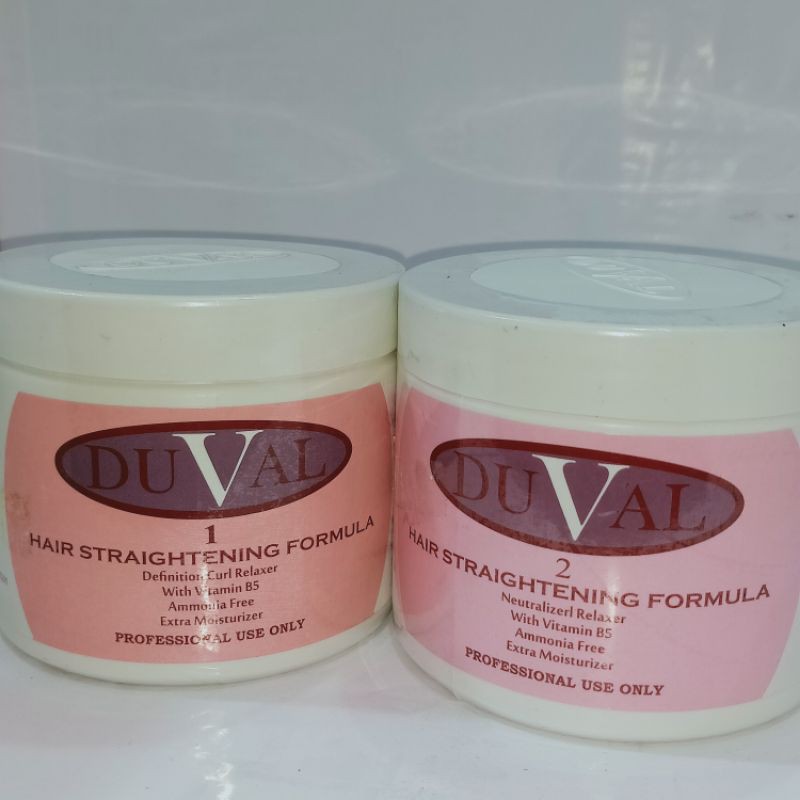 DUVAL
1
HAIR STRAIGHTENING FORMULA
Definition Curl Relaxer
With Vitamin B5
Ammonia Free
Extra Moisturizer
PROFESSIONAL USE ONLY
DUVAL
2
HAIR STRAIGHTENING FORMULA
Neutralizerl Relaxer
With Vitamin B5
Ammonia Free
Extra Moisturizer
PROFESSIONAL USE ONLY